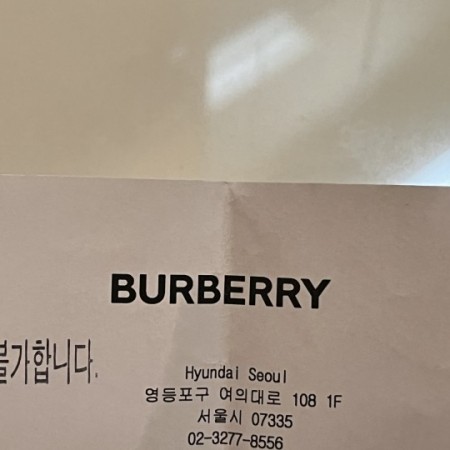 BURBERRY
불가합니다.
Hyundai Seoul
영등포구 여의대로 108 1F
서울시 07335
02-3277-8556